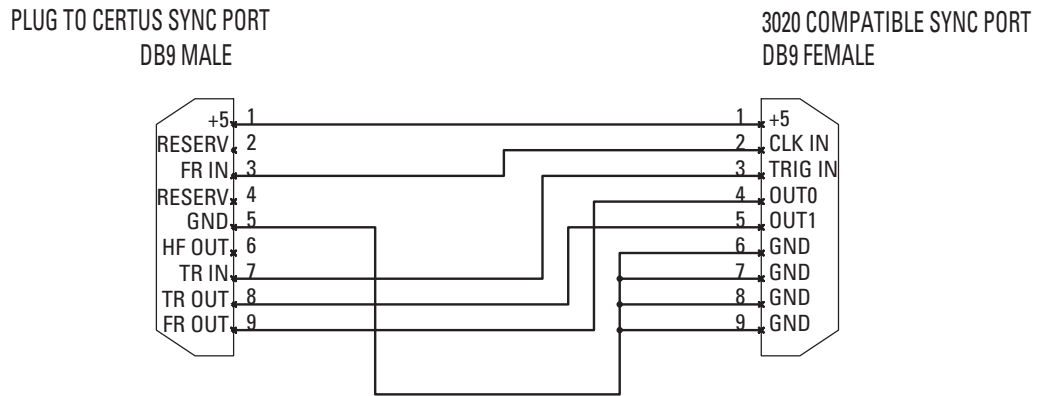 PLUG TO CERTUS SYNC PORT
DB9 MALE
3020 COMPATIBLE SYNC PORT
DB9 FEMALE
+5 1
RESERV 2
FR IN 3
RESERV 4
GND 5
HF OUT 6
TR IN 7
TR OUT 8
FR OUT 9
1 +5
2 CLK IN
3 TRIG IN
4 OUT0
5 OUT1
6 GND
7 GND
8 GND
9 GND